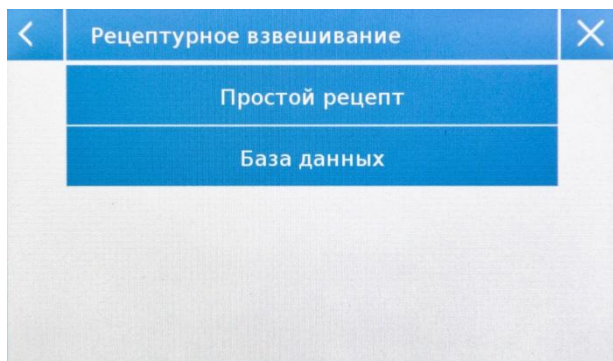 Рецептурное взвешивание
Простой рецепт
База данных